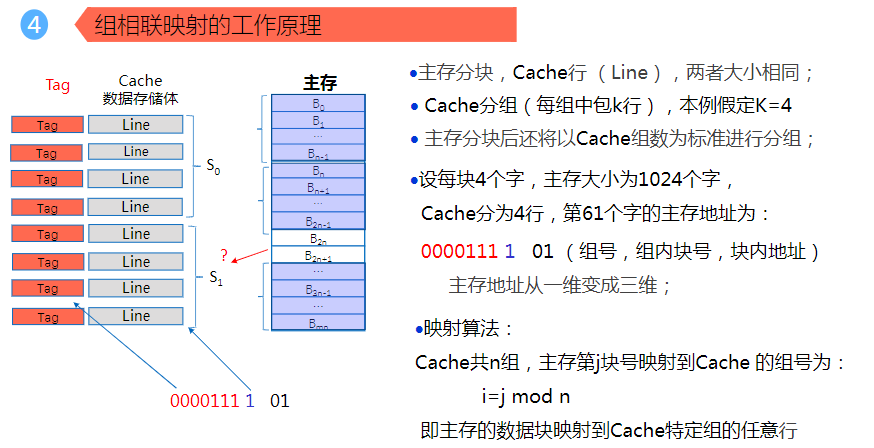 4 组相联映射的工作原理
Tag
Cache
数据存储体
主存
Tag Line
Tag Line
Tag Line
Tag Line
Tag Line
Tag Line
Tag Line
Tag Line
S0
S1
?
B0
B1
...
Bn-1
Bn
Bn+1
...
B2n-1
B2n
B2n+1
...
B3n-1
...
Bmn
0000111 1 01
•主存分块，Cache行 （ Line ），两者大小相同；
• Cache分组（每组中包k行），本例假定K=4
• 主存分块后还将以Cache组数为标准进行分组；
•设每块4个字，主存大小为1024个字，
Cache分为4行，第61个字的主存地址为：
0000111 1 01 （ 组号，组内块号，块内地址 ）
主存地址从一维变成三维；
•映射算法：
Cache共n组，主存第j块号映射到Cache 的组号为：
i=j mod n
即主存的数据块映射到Cache特定组的任意行